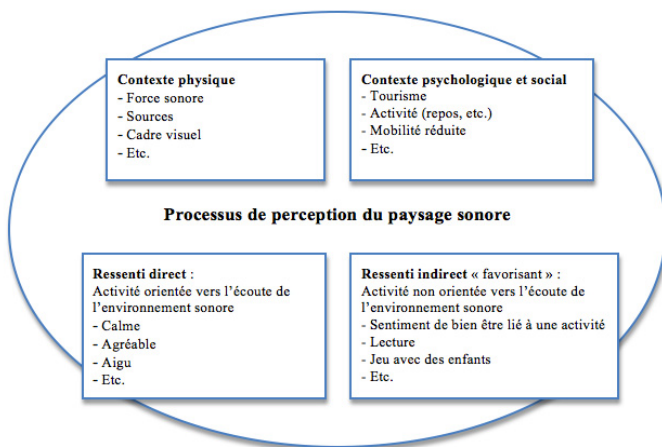 Contexte physique
- Force sonore
- Sources
- Cadre visuel
- Etc.
Contexte psychologique et social
- Tourisme
- Activité (repos, etc.)
- Mobilité réduite
- Etc.
Processus de perception du paysage sonore
Ressenti direct :
Activité orientée vers l’écoute de
l’environnement sonore
- Calme
- Agréable
- Aigu
- Etc.
Ressenti indirect « favorisant » :
Activité non orientée vers l’écoute de
l’environnement sonore
- Sentiment de bien être lié à une activité
- Lecture
- Jeu avec des enfants
- Etc.